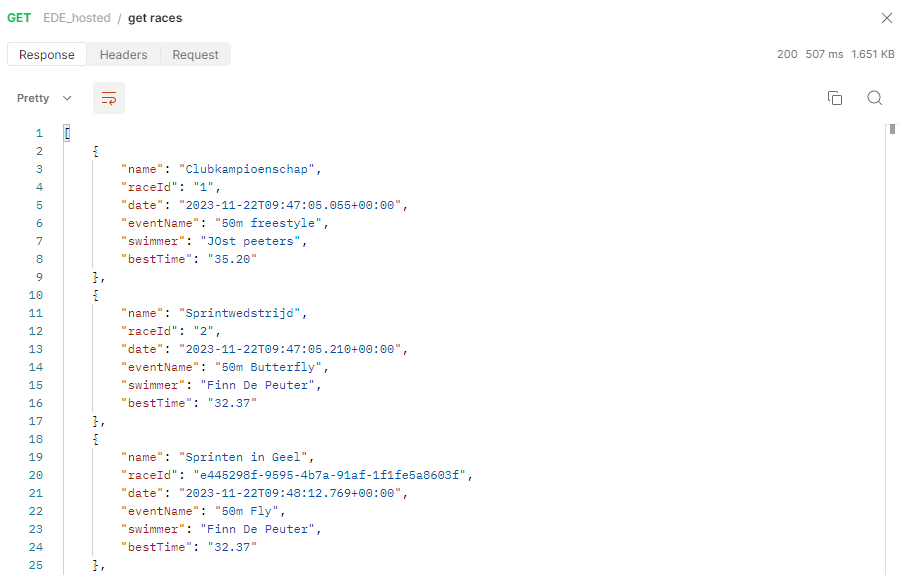 GET EDE_hosted / get races
Response Headers Request 200 507 ms 1.651 KB
Pretty
1 [
2 {
3 "name": "Clubkampioenschap",
4 "raceId": "1",
5 "date": "2023-11-22T09:47:05.055+00:00",
6 "eventName": "50m freestyle",
7 "swimmer": "JOst peeters",
8 "bestTime": "35.20"
9 },
10 {
11 "name": "Sprintwedstrijd",
12 "raceId": "2",
13 "date": "2023-11-22T09:47:05.210+00:00",
14 "eventName": "50m Butterfly",
15 "swimmer": "Finn De Peuter",
16 "bestTime": "32.37"
17 },
18 {
19 "name": "Sprinten in Geel",
20 "raceId": "e445298f-9595-4b7a-91af-1f1fe5a8603f",
21 "date": "2023-11-22T09:48:12.769+00:00",
22 "eventName": "50m Fly",
23 "swimmer": "Finn De Peuter",
24 "bestTime": "32.37"
25 },